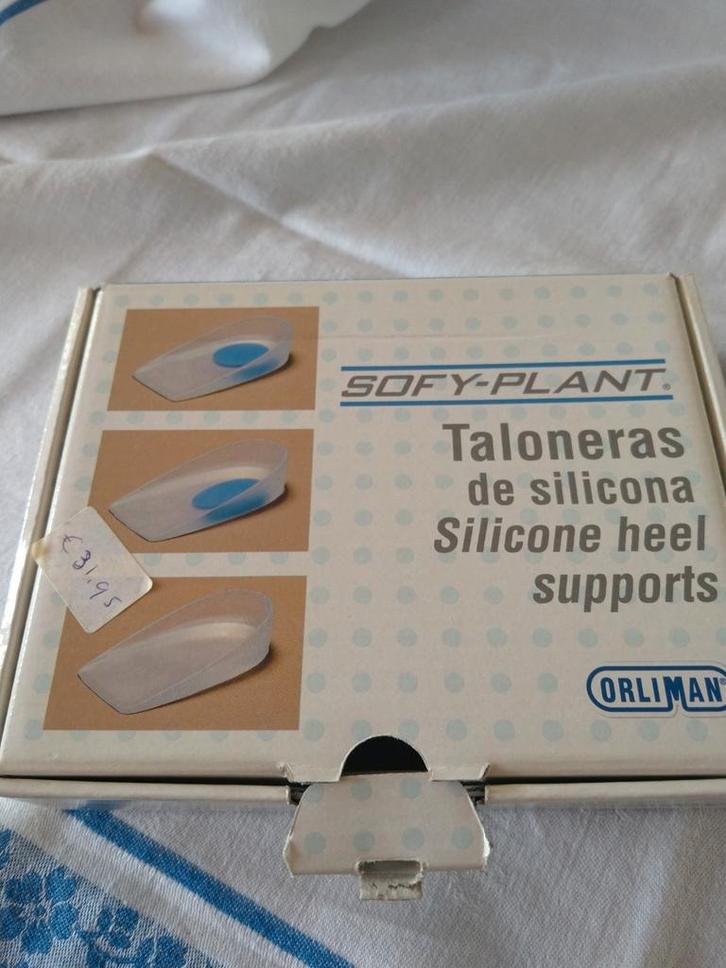 SOFY-PLANT®
Taloneras
de silicona
Silicone heel
supports
€ 31,95
ORLIMAN®